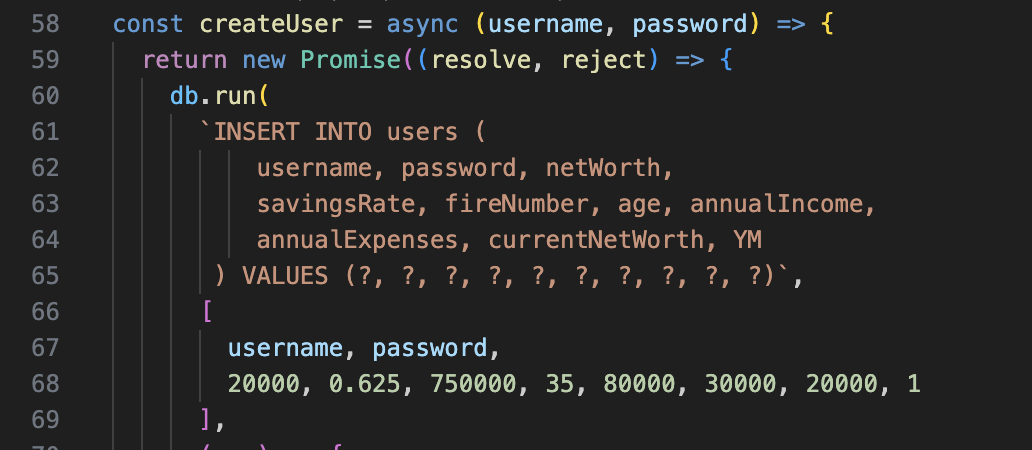 58 const createUser = async (username, password) => {
59 return new Promise((resolve, reject) => {
60 db.run(
61 `INSERT INTO users (
62 username, password, netWorth,
63 savingsRate, fireNumber, age, annualIncome,
64 annualExpenses, currentNetWorth, YM
65 ) VALUES (?, ?, ?, ?, ?, ?, ?, ?, ?, ?)`,
66 [
67 username, password,
68 20000, 0.625, 750000, 35, 80000, 30000, 20000, 1
69 ],